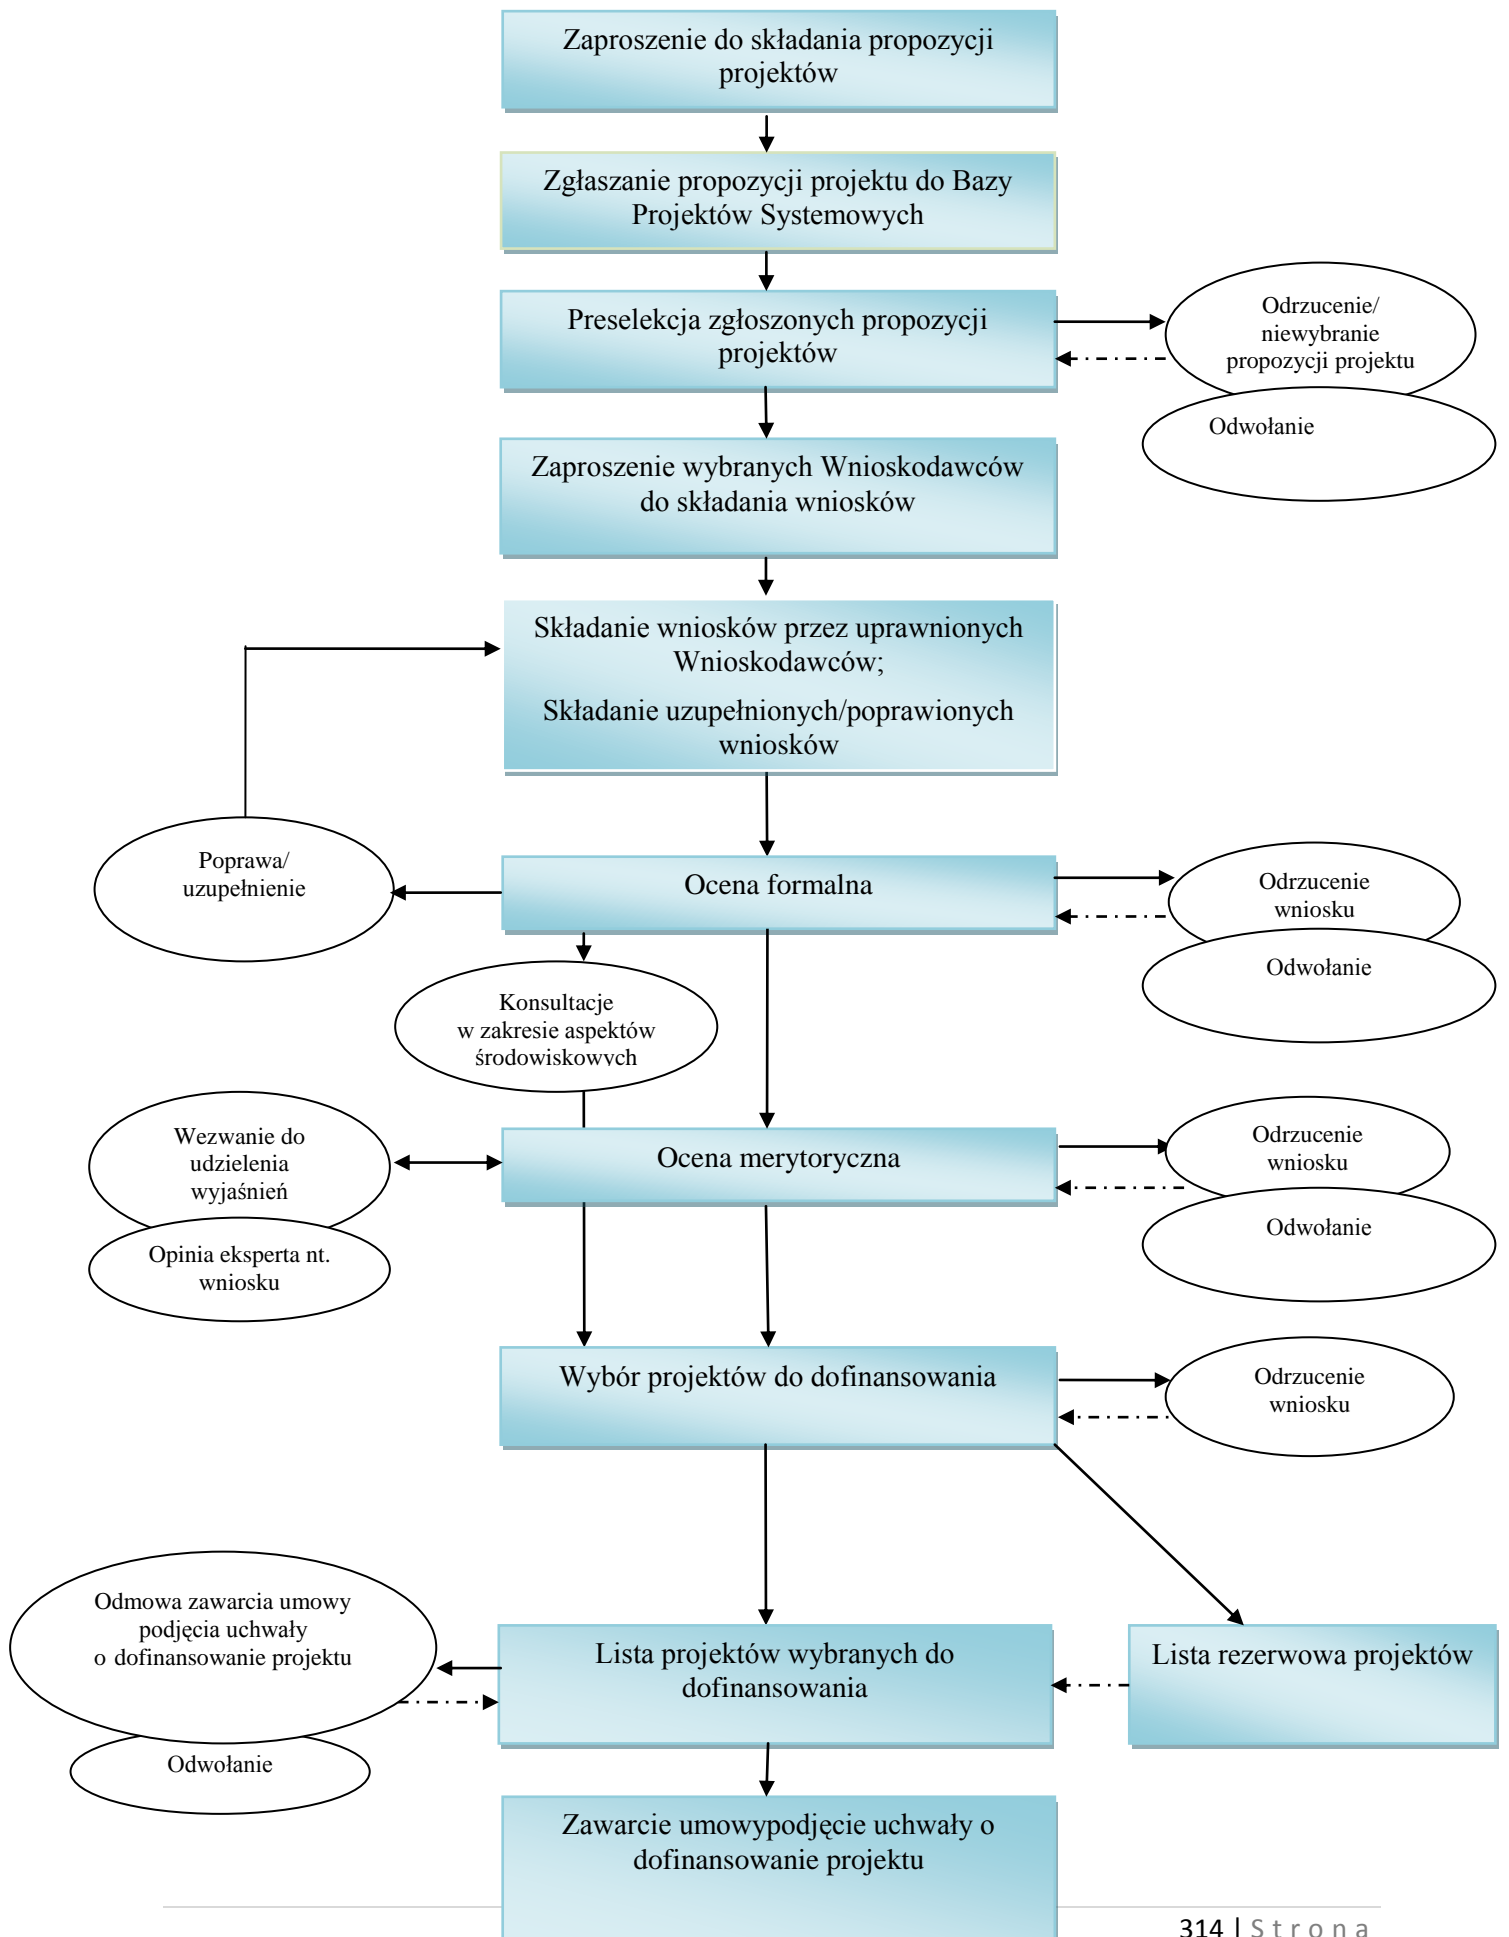 Zaproszenie do składania propozycji
projektów
Zgłaszanie propozycji projektu do Bazy
Projektów Systemowych
Preselekcja zgłoszonych propozycji
projektów
Odrzucenie/
niewybranie
propozycji projektu
Odwołanie
Zaproszenie wybranych Wnioskodawców
do składania wniosków
Składanie wniosków przez uprawnionych
Wnioskodawców;
Składanie uzupełnionych/poprawionych
wniosków
Poprawa/
uzupełnienie
Ocena formalna
Odrzucenie
wniosku
Odwołanie
Konsultacje
w zakresie aspektów
środowiskowych
Wezwanie do
udzielenia
wyjaśnień
Opinia eksperta nt.
wniosku
Ocena merytoryczna
Odrzucenie
wniosku
Odwołanie
Wybór projektów do dofinansowania
Odrzucenie
wniosku
Odmowa zawarcia umowy
podjęcia uchwały
o dofinansowanie projektu
Odwołanie
Lista projektów wybranych do
dofinansowania
Lista rezerwowa projektów
Zawarcie umowypodjęcie uchwały o
dofinansowanie projektu
314 | Strona